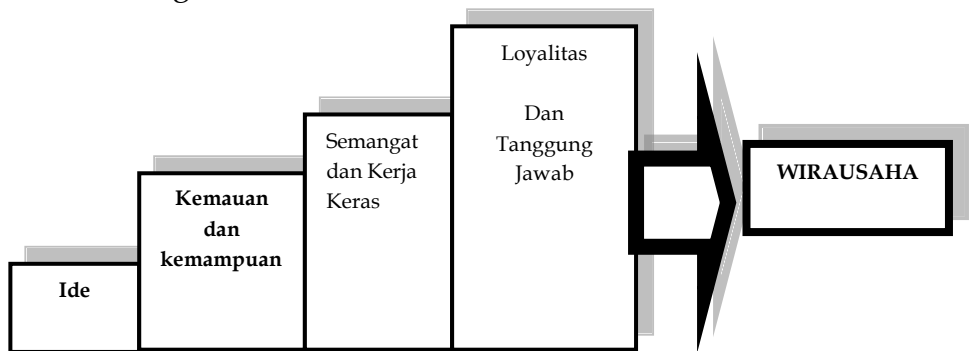 Ide
Kemauan
dan
kemampuan
Semangat
dan Kerja
Keras
Loyalitas
Dan
Tanggung
Jawab
WIRAUSAHA